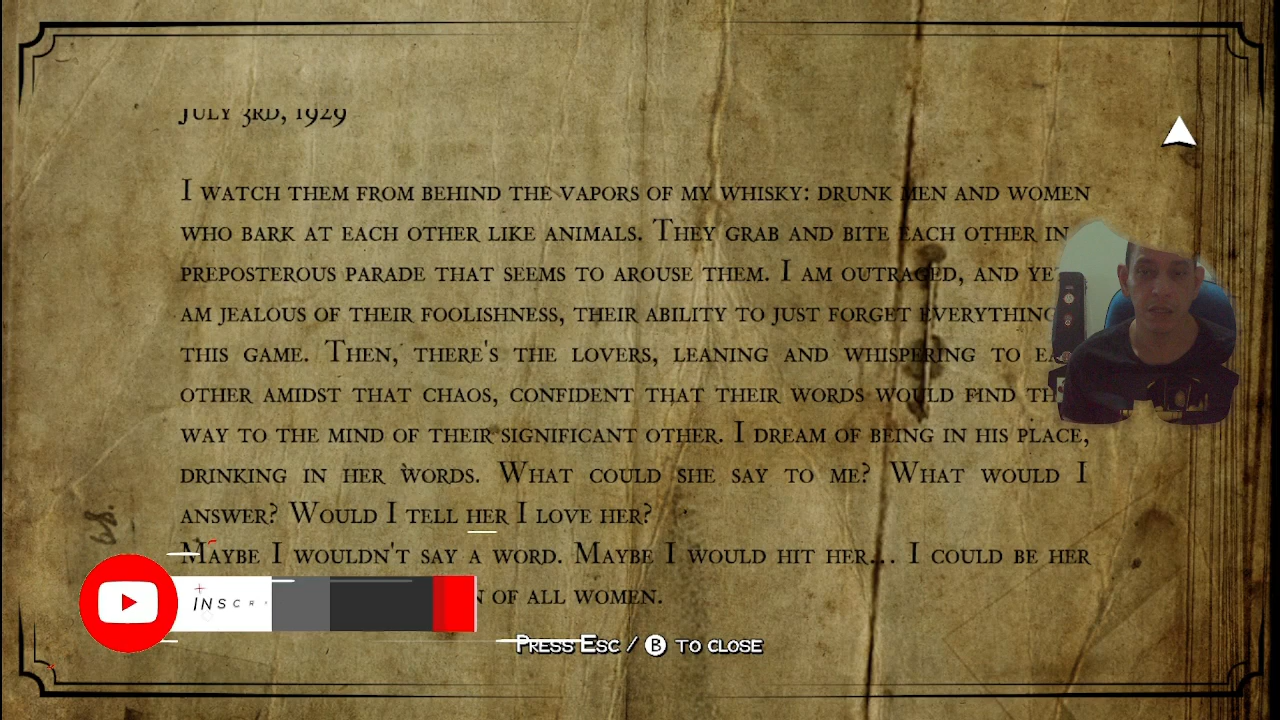 July 3rd, 1929
I watch them from behind the vapors of my whisky: drunk men and women
who bark at each other like animals. They grab and bite each other in
preposterous parade that seems to arouse them. I am outraged, and yet
am jealous of their foolishness, their ability to just forget everything
this game. Then, there's the lovers, leaning and whispering to
other amidst that chaos, confident that their words would find
way to the mind of their significant other. I dream of being in his place,
drinking in her words. What could she say to me? What would I
answer? Would I tell her I love her?
Maybe I wouldn't say a word. Maybe I would hit her... I could be her
of all women.
Inscr
Press Esc / B to close